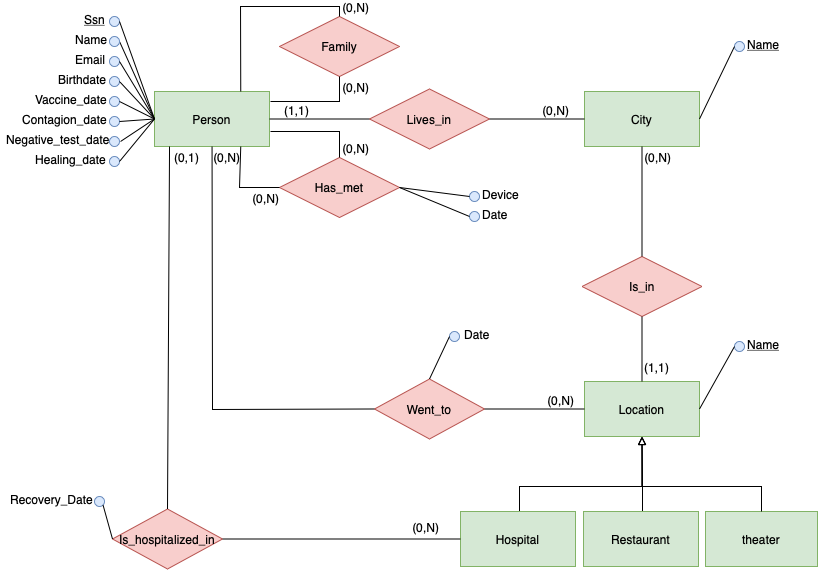 Ssn
Name
Email
Birthdate
Vaccine_date
Contagion_date
Negative_test_date
Healing_date
Person
(0,N)
Family
(0,N)
(1,1)
Lives_in
(0,N)
City
Name
(0,1)
(0,N)
(0,N)
Has_met
(0,N)
Device
Date
(0,N)
Is_in
(1,1)
Name
Date
Went_to
(0,N)
Location
Recovery_Date
Is_hospitalized_in
(0,N)
Hospital
Restaurant
theater